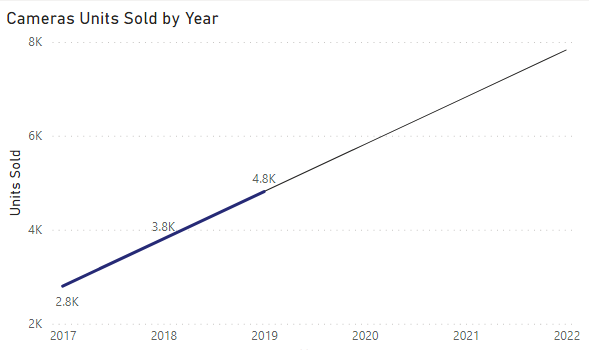 Cameras Units Sold by Year
8K
6K
4K
2K
Units Sold
2.8K
3.8K
4.8K
2017 2018 2019 2020 2021 2022